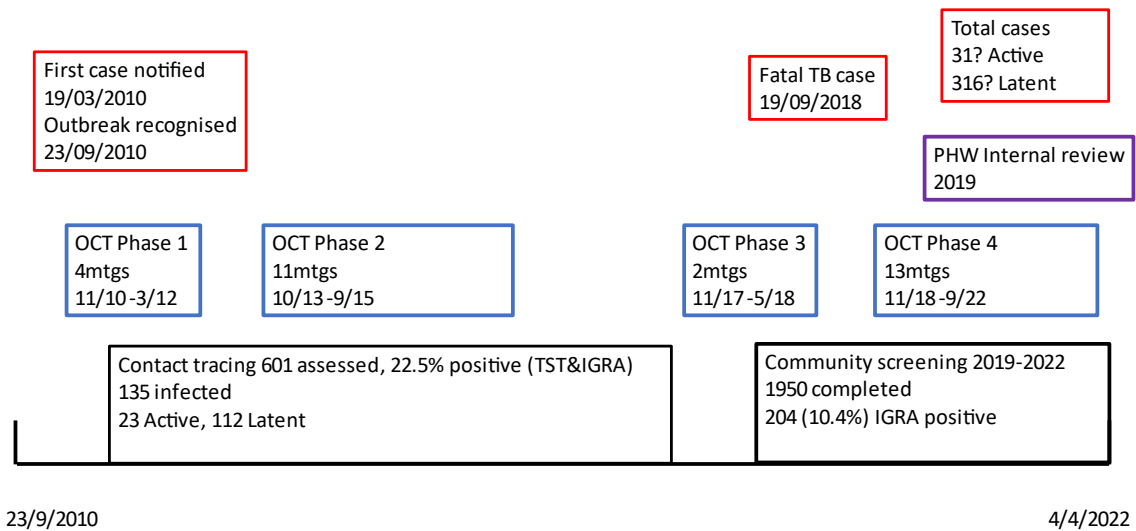 First case notified
19/03/2010
Outbreak recognised
23/09/2010
Fatal TB case
19/09/2018
Total cases
31? Active
316? Latent
PHW Internal review
2019
OCT Phase 1
4mtgs
11/10-3/12
OCT Phase 2
11mtgs
10/13-9/15
OCT Phase 3
2mtgs
11/17-5/18
OCT Phase 4
13mtgs
11/18-9/22
Contact tracing 601 assessed, 22.5% positive (TST&IGRA)
135 infected
23 Active, 112 Latent
Community screening 2019-2022
1950 completed
204 (10.4%) IGRA positive
23/9/2010
4/4/2022